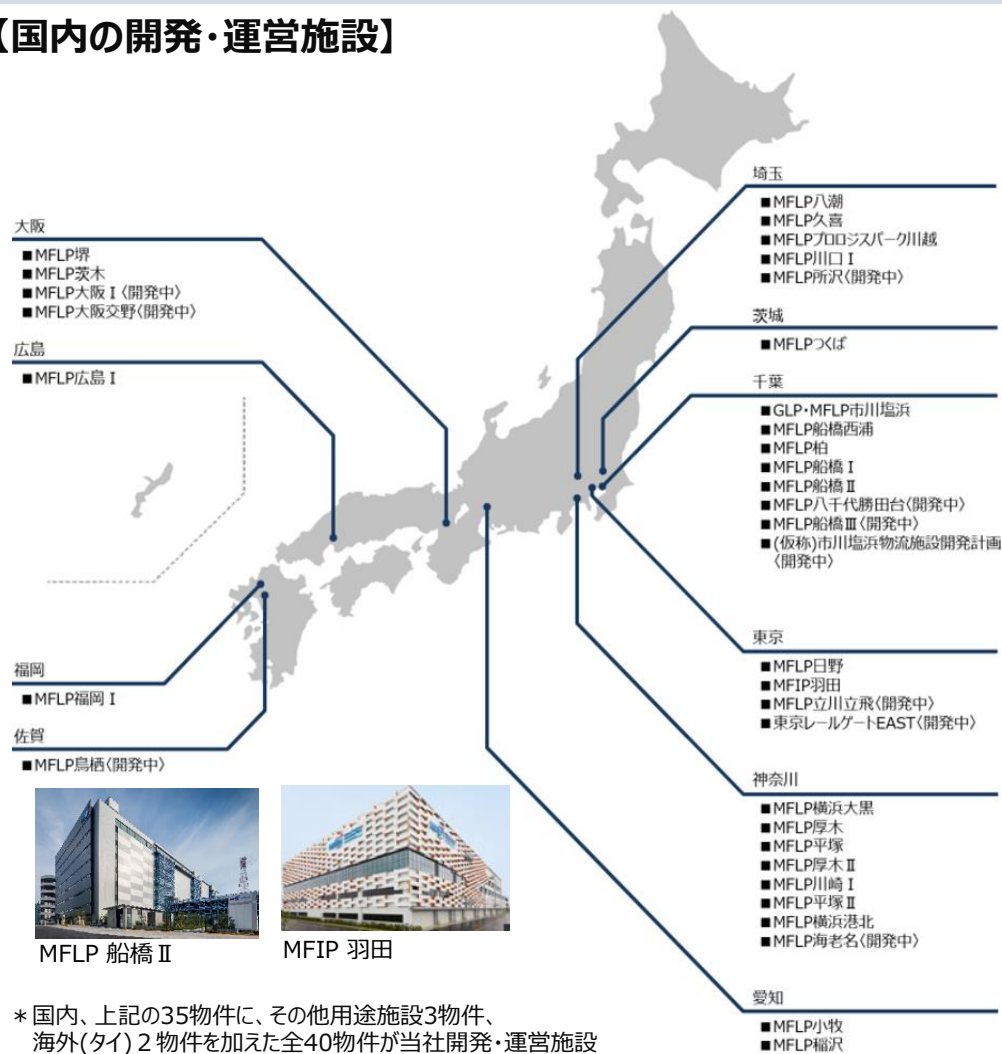 【国内の開発・運営施設】
大阪
■MFLP堺
■MFLP茨木
■MFLP大阪Ⅰ〈開発中〉
■MFLP大阪交野〈開発中〉
広島
■MFLP広島Ⅰ
福岡
■MFLP福岡Ⅰ
佐賀
■MFLP鳥栖〈開発中〉
埼玉
■MFLP八潮
■MFLP久喜
■MFLPプロロジスパーク川越
■MFLP川口Ⅰ
■MFLP所沢〈開発中〉
茨城
■MFLPつくば
千葉
■GLP・MFLP市川塩浜
■MFLP船橋西浦
■MFLP柏
■MFLP船橋Ⅰ
■MFLP船橋Ⅱ
■MFLP八千代勝田台〈開発中〉
■MFLP船橋Ⅲ〈開発中〉
■(仮称)市川塩浜物流施設開発計画
〈開発中〉
東京
■MFLP日野
■MFIP羽田
■MFLP立川立飛〈開発中〉
■東京レールゲートEAST〈開発中〉
神奈川
■MFLP横浜大黒
■MFLP厚木
■MFLP平塚
■MFLP厚木Ⅱ
■MFLP川崎Ⅰ
■MFLP平塚Ⅱ
■MFLP横浜港北
■MFLP海老名〈開発中〉
愛知
■MFLP小牧
■MFLP稲沢
MFLP 船橋Ⅱ
MFIP 羽田
＊国内、上記の35物件に、その他用途施設3物件、
海外(タイ)２物件を加えた全40物件が当社開発・運営施設